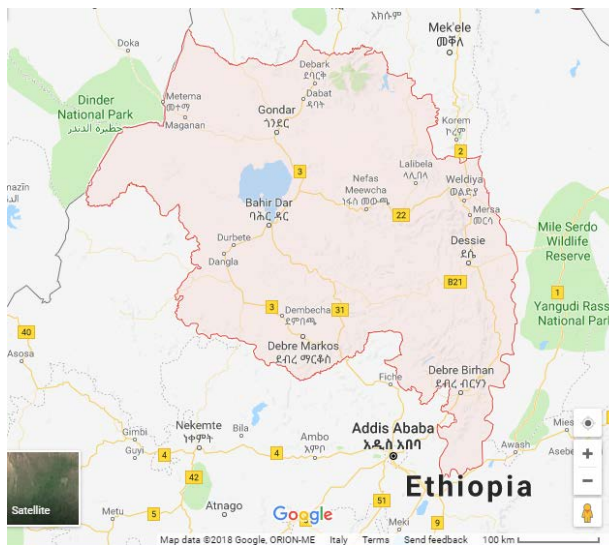 Doka
አክሱም
Mek'ele
መቐለ
Debark
ደባርቅ
Dinder
National Park
حظيرة الدندر
Metema
መተማ
Dabat
ዳባት
Maganan
Gondar
ጎንደር
Korem
ኮረም
2
3
Lalibela
ላሊበላ
Weldiya
ወልድያ
Nefas
Meewcha
ነፋስ መውጫ
Bahir Dar
ባሕር ዳር
22
Mersa
መርሳ
Mile Serdo
Wildlife
Reserve
Durbete
Dangla
Dessie
ደሴ
B21
1
Yangudi Rass
National Park
3
31
Dembecha
ደምበጫ
40
Asosa
Debre Markos
ደብረ ማርቆስ
Fiche
Debre Birhan
ደብረ ብርሃን
Nekemte
ነቀምት
Bila
Addis Ababa
አዲስ አበባ
Gimbi
Guyi
4
Ambo
አምቦ
4
Awash
Satellite
42
Ethiopia
Metu
5
Atnago
Google
51
9
Meki
Map data ©2018 Google, ORION-ME Italy Terms Send feedback 100 km